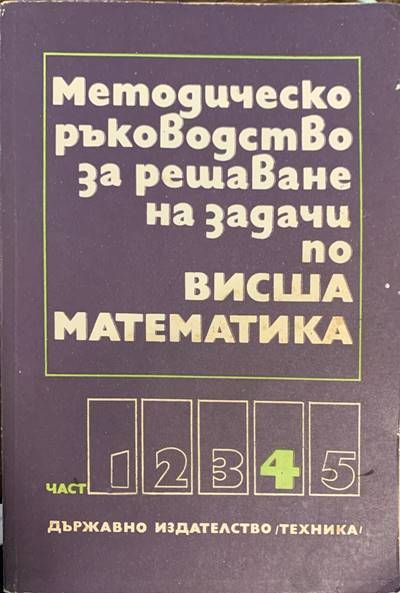 Методическо
ръководство
за решаване
на задачи
по
ВИСША
МАТЕМАТИКА
ЧАСТ 1 2 3 4 5
ДЪРЖАВНО ИЗДАТЕЛСТВО /ТЕХНИКА/